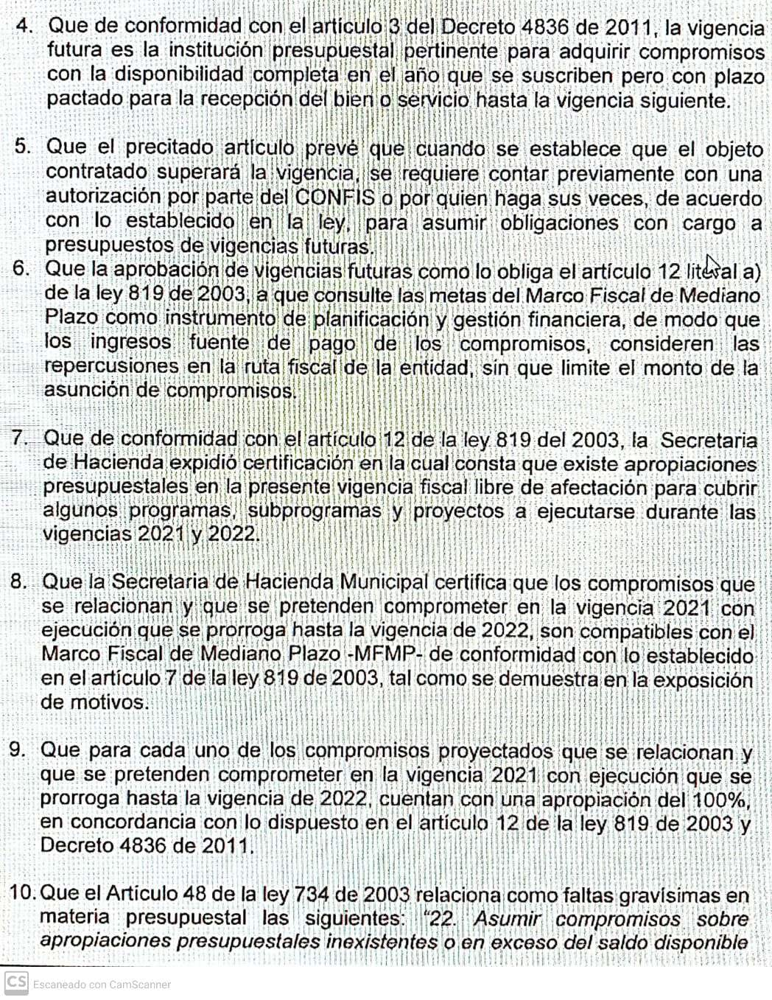 4. Que de conformidad con el artículo 3 del Decreto 4836 de 2011, la vigencia
futura es la institución presupuestal pertinente para adquirir compromisos
con la disponibilidad completa en el año que se suscriben pero con plazo
pactado para la recepción del bien o servicio hasta la vigencia siguiente.
5. Que el precitado artículo prevé que cuando se establece que el objeto
contratado superará la vigencia, se requiere contar previamente con una
autorización por parte del CONFIS o por quien haga sus veces, de acuerdo
con lo establecido en la ley, para asumir obligaciones con cargo a
presupuestos de vigencias futuras.
6. Que la aprobación de vigencias futuras como lo obliga el artículo 12 literal a)
de la ley 819 de 2003, a que consulte las metas del Marco Fiscal de Mediano
Plazo como instrumento de planificación y gestión financiera, de modo que
los ingresos fuente de pago de los compromisos, consideren las
repercusiones en la ruta fiscal de la entidad, sin que limite el monto de la
asunción de compromisos.
7. Que de conformidad con el artículo 12 de la ley 819 del 2003, la Secretaria
de Hacienda expidió certificación en la cual consta que existe apropiaciones
presupuestales en la presente vigencia fiscal libre de afectación para cubrir
algunos programas, subprogramas y proyectos a ejecutarse durante las
vigencias 2021 y 2022.
8. Que la Secretaria de Hacienda Municipal certifica que los compromisos que
se relacionan y que se pretenden comprometer en la vigencia 2021 con
ejecución que se prorroga hasta la vigencia de 2022, son compatibles con el
Marco Fiscal de Mediano Plazo -MFMP- de conformidad con lo establecido
en el artículo 7 de la ley 819 de 2003, tal como se demuestra en la exposición
de motivos.
9. Que para cada uno de los compromisos proyectados que se relacionan y
que se pretenden comprometer en la vigencia 2021 con ejecución que se
prorroga hasta la vigencia de 2022, cuentan con una apropiación del 100%,
en concordancia con lo dispuesto en el artículo 12 de la ley 819 de 2003 y
Decreto 4836 de 2011.
10. Que el Artículo 48 de la ley 734 de 2003 relaciona como faltas gravísimas en
materia presupuestal las siguientes: "22. Asumir compromisos sobre
apropiaciones presupuestales inexistentes o en exceso del saldo disponible
CS Escaneado con CamScanner